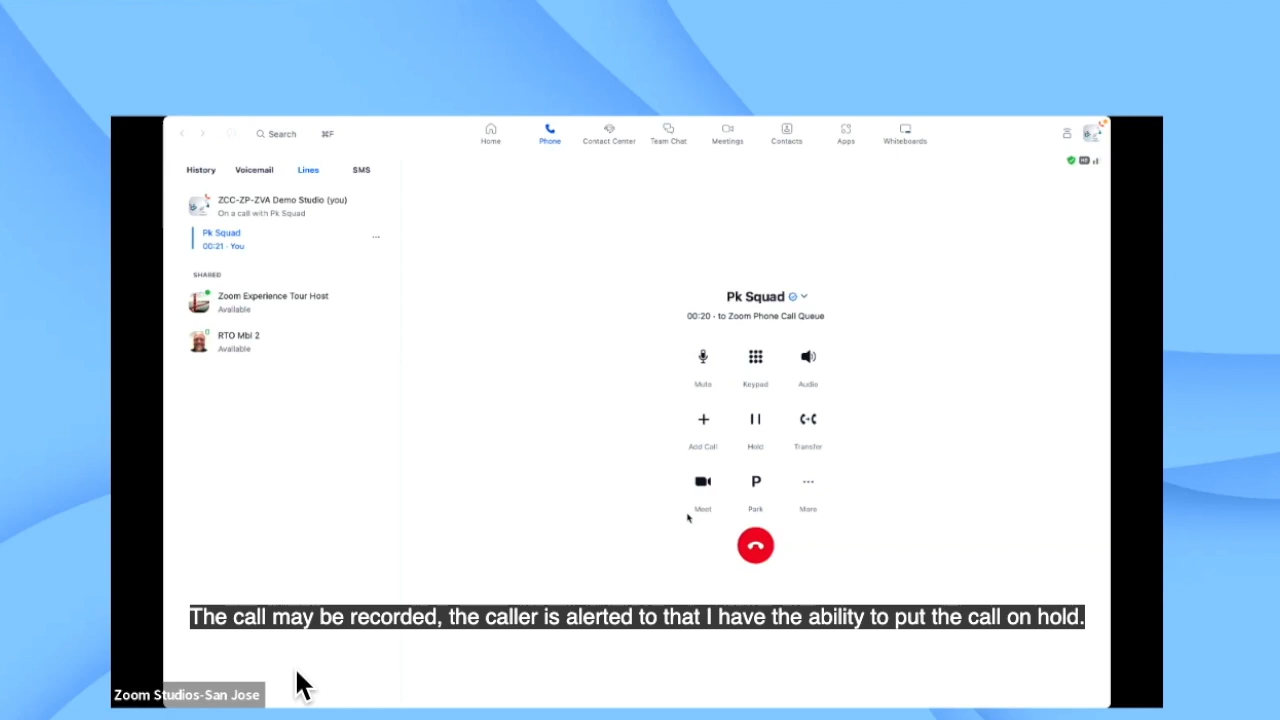 Search ⌘F
Home
Phone
Contact Center
Team Chat
Meetings
Contacts
Apps
Whiteboards
HD
History Voicemail Lines SMS
ZCC-ZP-ZVA Demo Studio (you)
On a call with Pk Squad
Pk Squad
00:21 · You
SHARED
Zoom Experience Tour Host
Available
RTO Mbl 2
Available
Pk Squad
00:20 · to Zoom Phone Call Queue
Mute Keypad Audio
Add Call Hold Transfer
P
Meet Park More
The call may be recorded, the caller is alerted to that I have the ability to put the call on hold.
Zoom Studios-San Jose